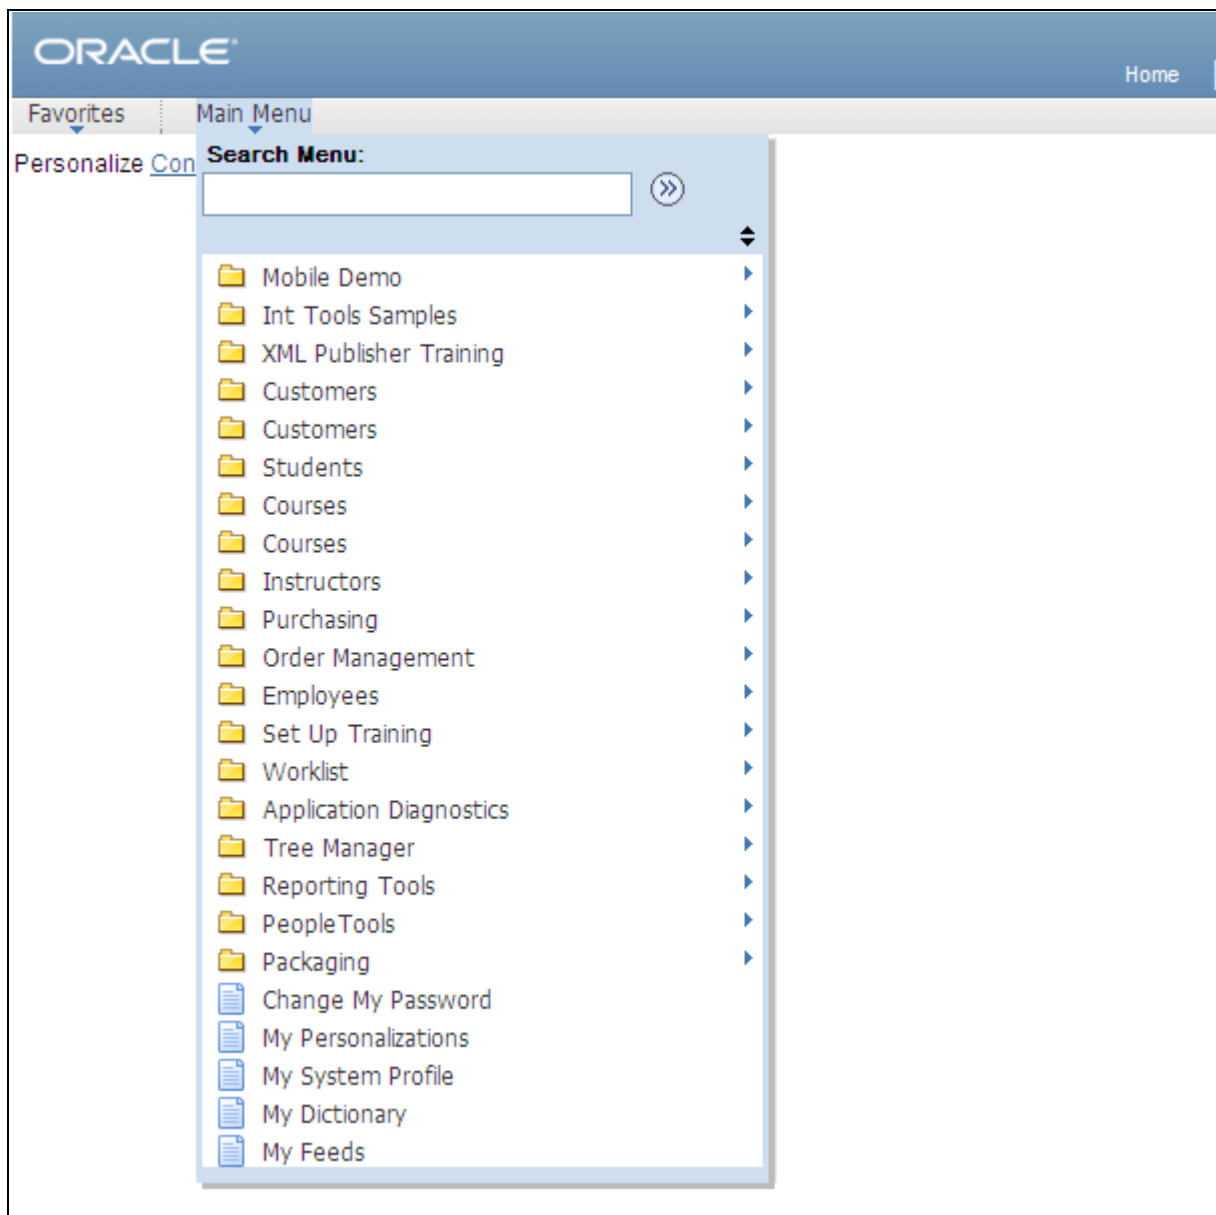 ORACLE
Home
Favorites Main Menu
Personalize Con
Search Menu:
Mobile Demo
Int Tools Samples
XML Publisher Training
Customers
Customers
Students
Courses
Courses
Instructors
Purchasing
Order Management
Employees
Set Up Training
Worklist
Application Diagnostics
Tree Manager
Reporting Tools
PeopleTools
Packaging
Change My Password
My Personalizations
My System Profile
My Dictionary
My Feeds